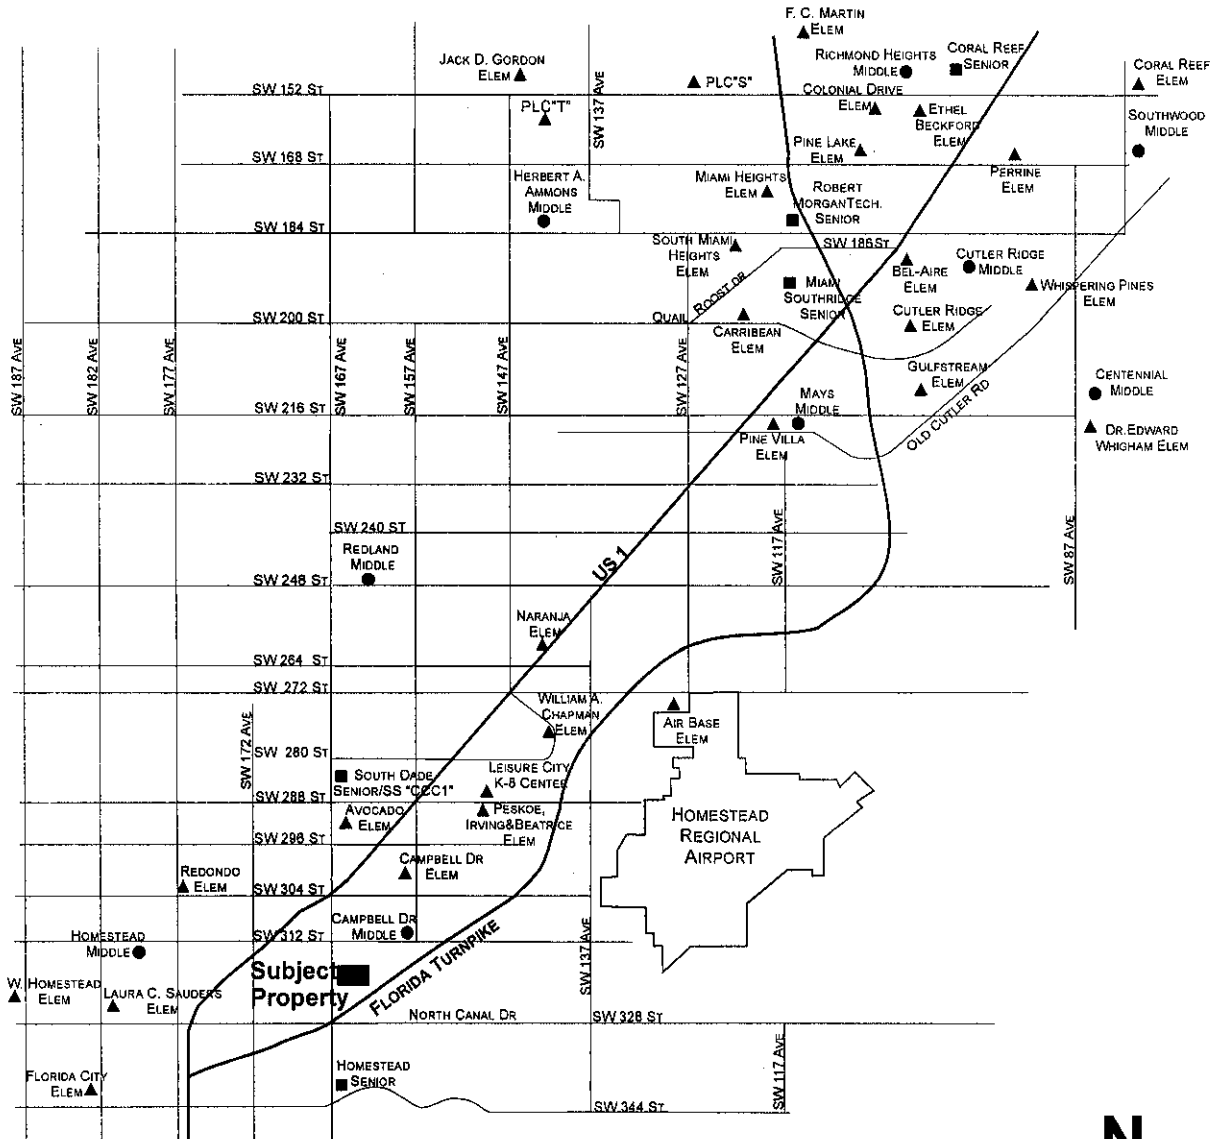 F. C. MARTIN
ELEM
JACK D. GORDON
ELEM
RICHMOND HEIGHTS
MIDDLE
CORAL REEF
SENIOR
CORAL REEF
ELEM
SW 152 ST
SW 137 AVE
PLC"S"
PLC"T"
COLONIAL DRIVE
ELEM
ETHEL
BECKFORD
ELEM
SOUTHWOOD
MIDDLE
PINE LAKE
ELEM
PERRINE
ELEM
SW 168 ST
HERBERT A.
AMMONS
MIDDLE
MIAMI HEIGHTS
ELEM
ROBERT
MORGANTECH.
SENIOR
SW 184 ST
SOUTH MIAMI
HEIGHTS
ELEM
SW 186 ST
BEL-AIRE
ELEM
CUTLER RIDGE
MIDDLE
WHISPERING PINES
ELEM
QUAIL ROOST DR
MIAMI
SOUTHRIDGE
SENIOR
SW 200 ST
CARRIBEAN
ELEM
CUTLER RIDGE
ELEM
SW 187 AVE
SW 182 AVE
SW 177 AVE
SW 167 AVE
SW 157 AVE
SW 147 AVE
SW 127 AVE
GULFSTREAM
ELEM
CENTENNIAL
MIDDLE
MAYS
MIDDLE
SW 216 ST
OLD CUTLER RD
PINE VILLA
ELEM
DR.EDWARD
WHIGHAM ELEM
SW 232 ST
SW 240 ST
REDLAND
MIDDLE
US 1
SW 117 AVE
SW 87 AVE
SW 248 ST
NARANJA
ELEM
SW 264 ST
SW 272 ST
WILLIAM A.
CHAPMAN
ELEM
AIR BASE
ELEM
SW 172 AVE
SW 280 ST
SOUTH DADE
SENIOR/SS "CCC1"
LEISURE CITY
K-8 CENTER
SW 288 ST
AVOCADO
ELEM
PESKOE,
IRVING&BEATRICE
ELEM
HOMESTEAD
REGIONAL
AIRPORT
SW 296 ST
CAMPBELL DR
ELEM
REDONDO
ELEM
SW 304 ST
CAMPBELL DR
MIDDLE
SW 312 ST
HOMESTEAD
MIDDLE
FLORIDA TURNPIKE
SW 137 AVE
Subject
Property
W. HOMESTEAD
ELEM
LAURA C. SAUDERS
ELEM
NORTH CANAL DR
SW 328 ST
HOMESTEAD
SENIOR
SW 117 AVE
FLORIDA CITY
ELEM
SW 344 ST
N